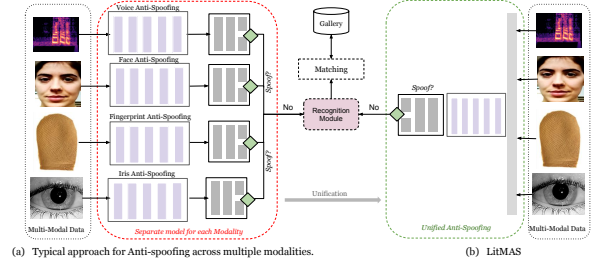 Voice Anti-Spoofing
Face Anti-Spoofing
Fingerprint Anti-Spoofing
Iris Anti-Spoofing
Multi-Modal Data
Separate model for each Modality
Spoof?
Spoof?
No
Gallery
Matching
Recognition
Module
No
Spoof?
Unification
Unified Anti-Spoofing
Multi-Modal Data
(a) Typical approach for Anti-spoofing across multiple modalities.
(b) LitMAS